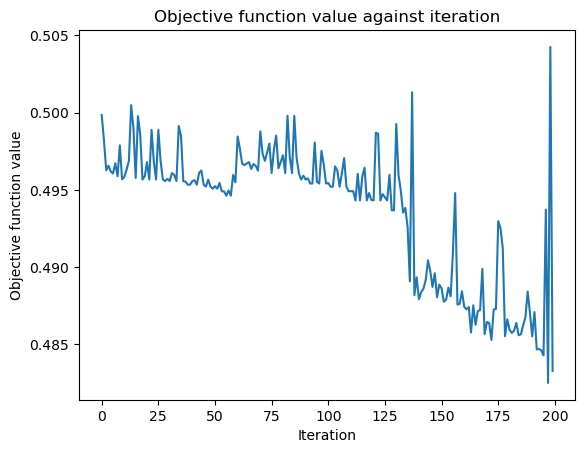 Objective function value against iteration
0.505
0.500
0.495
0.490
0.485
Objective function value
0 25 50 75 100 125 150 175 200
Iteration